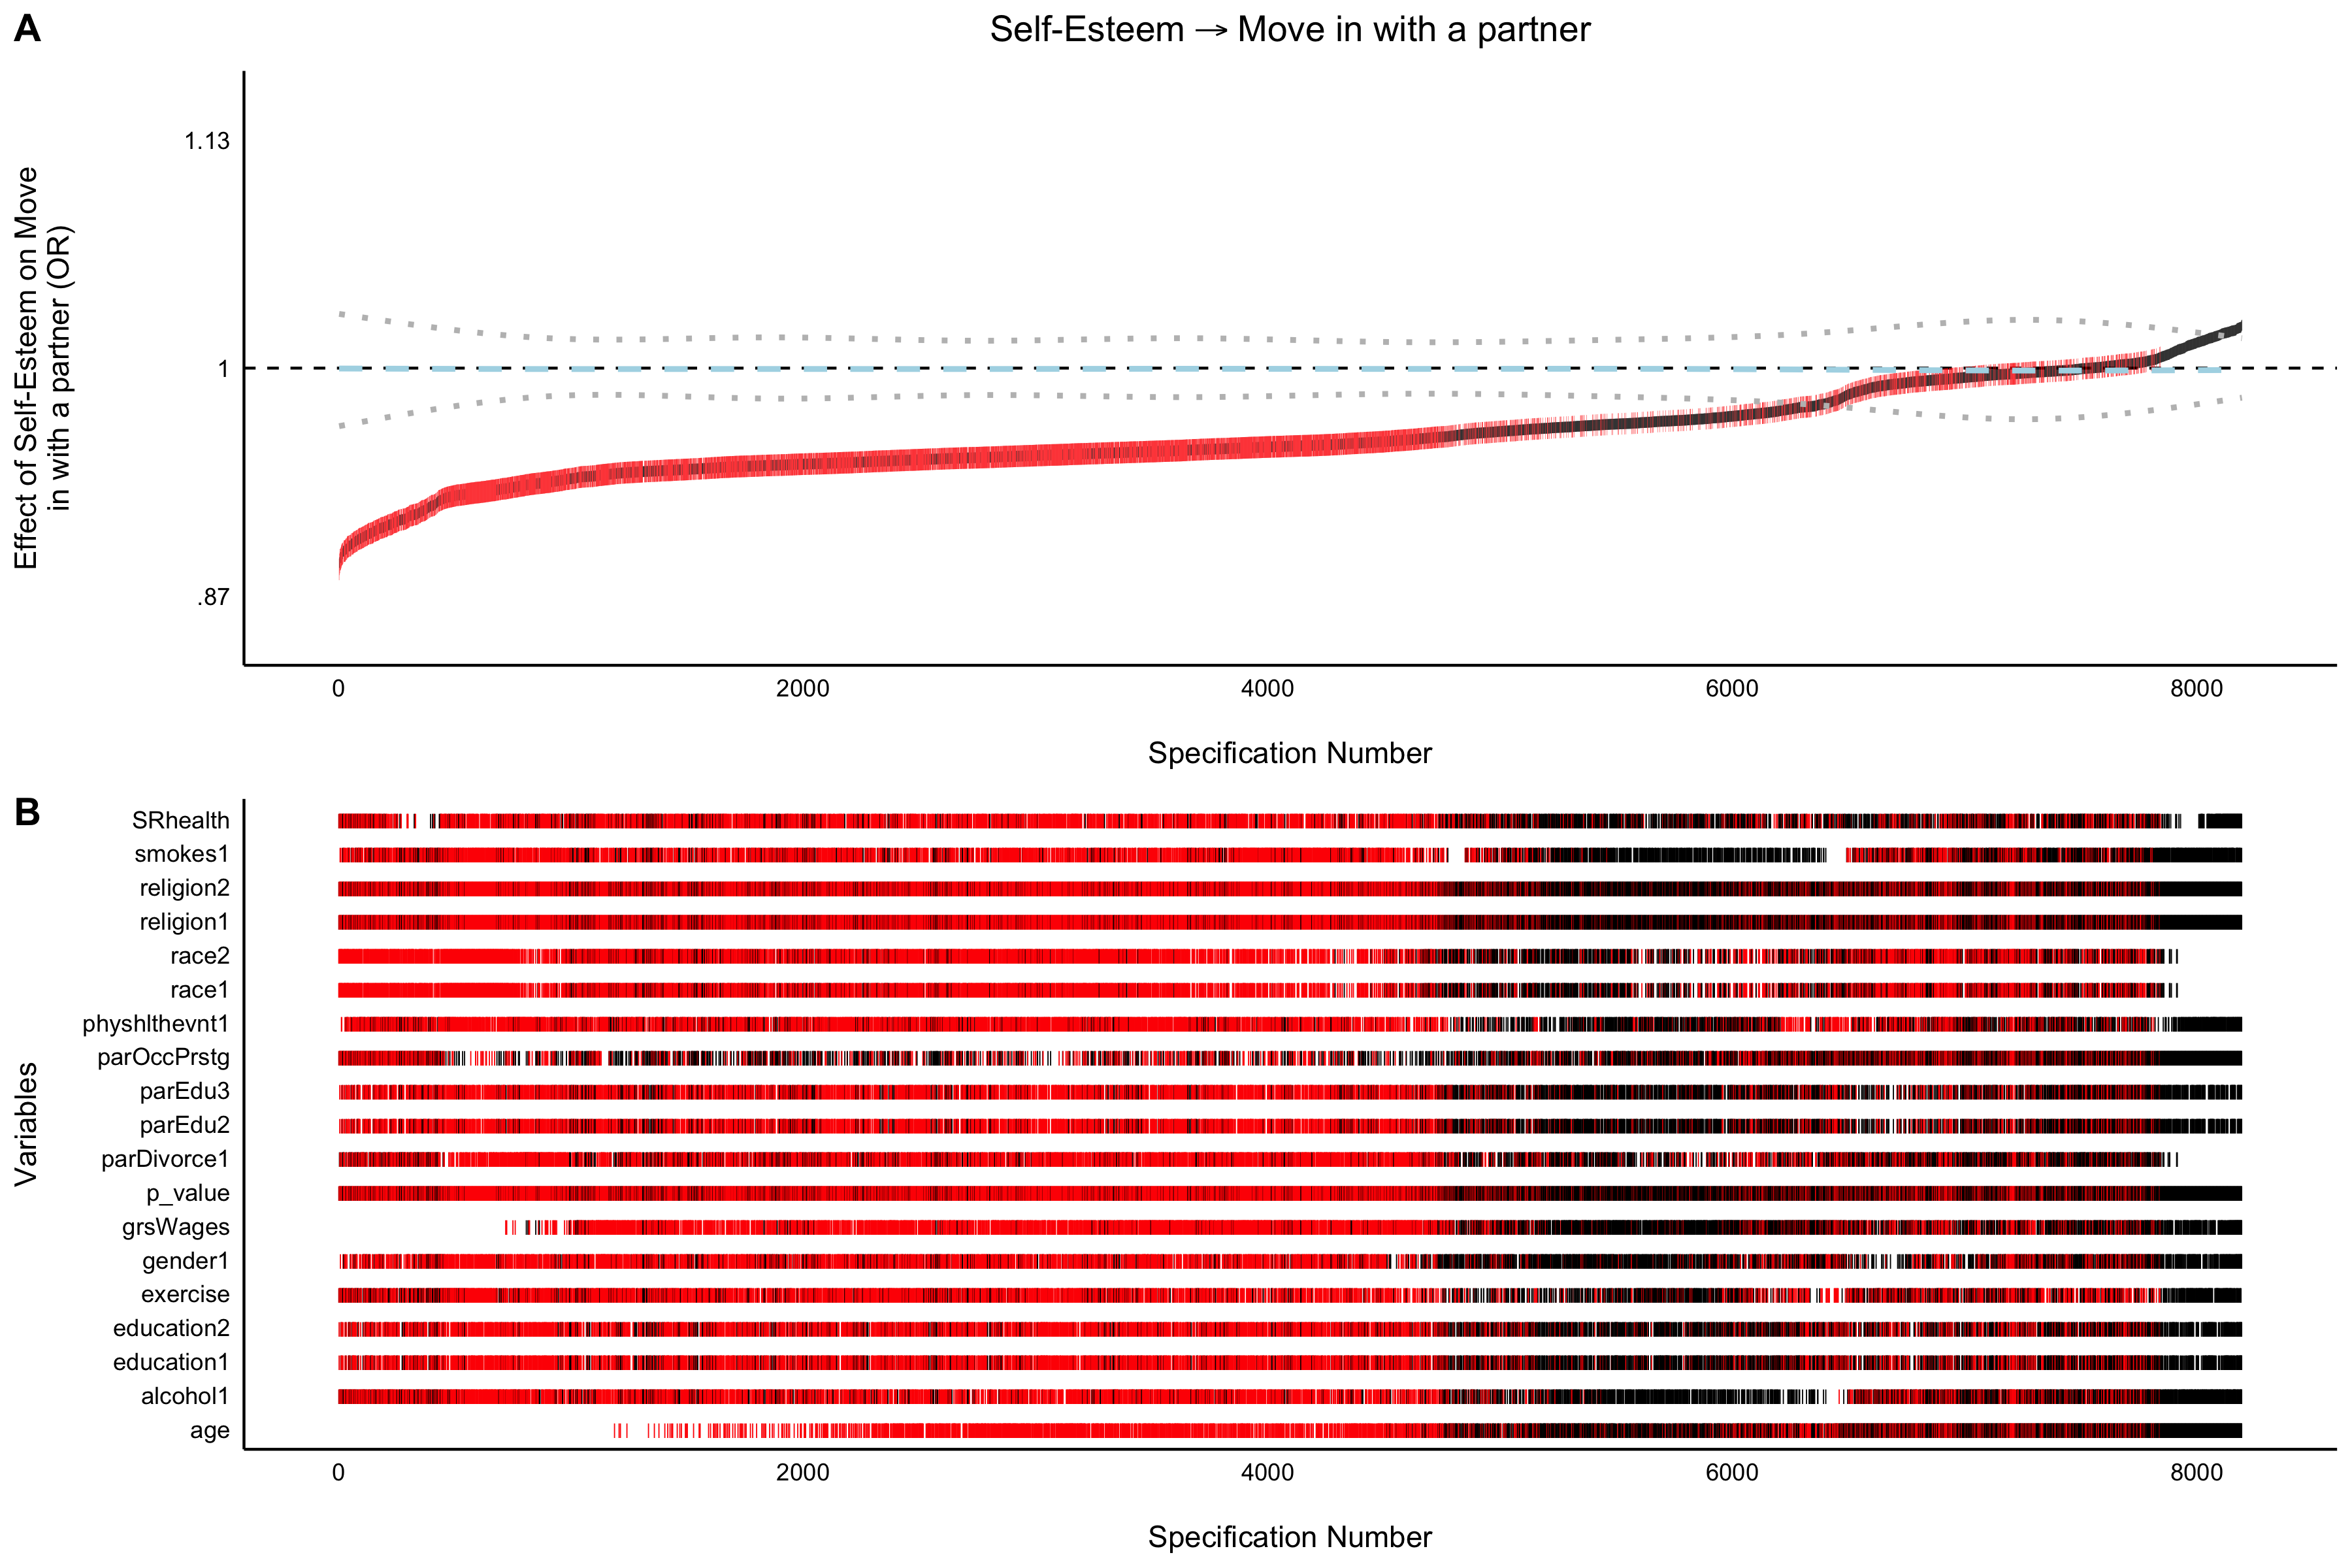 A
Self-Esteem → Move in with a partner
Effect of Self-Esteem on Move
in with a partner (OR)
1.13
1
.87
0 2000 4000 6000 8000
Specification Number
B
Variables
SRhealth
smokes1
religion2
religion1
race2
race1
physhlthevnt1
parOccPrstg
parEdu3
parEdu2
parDivorce1
p_value
grsWages
gender1
exercise
education2
education1
alcohol1
age
0 2000 4000 6000 8000
Specification Number